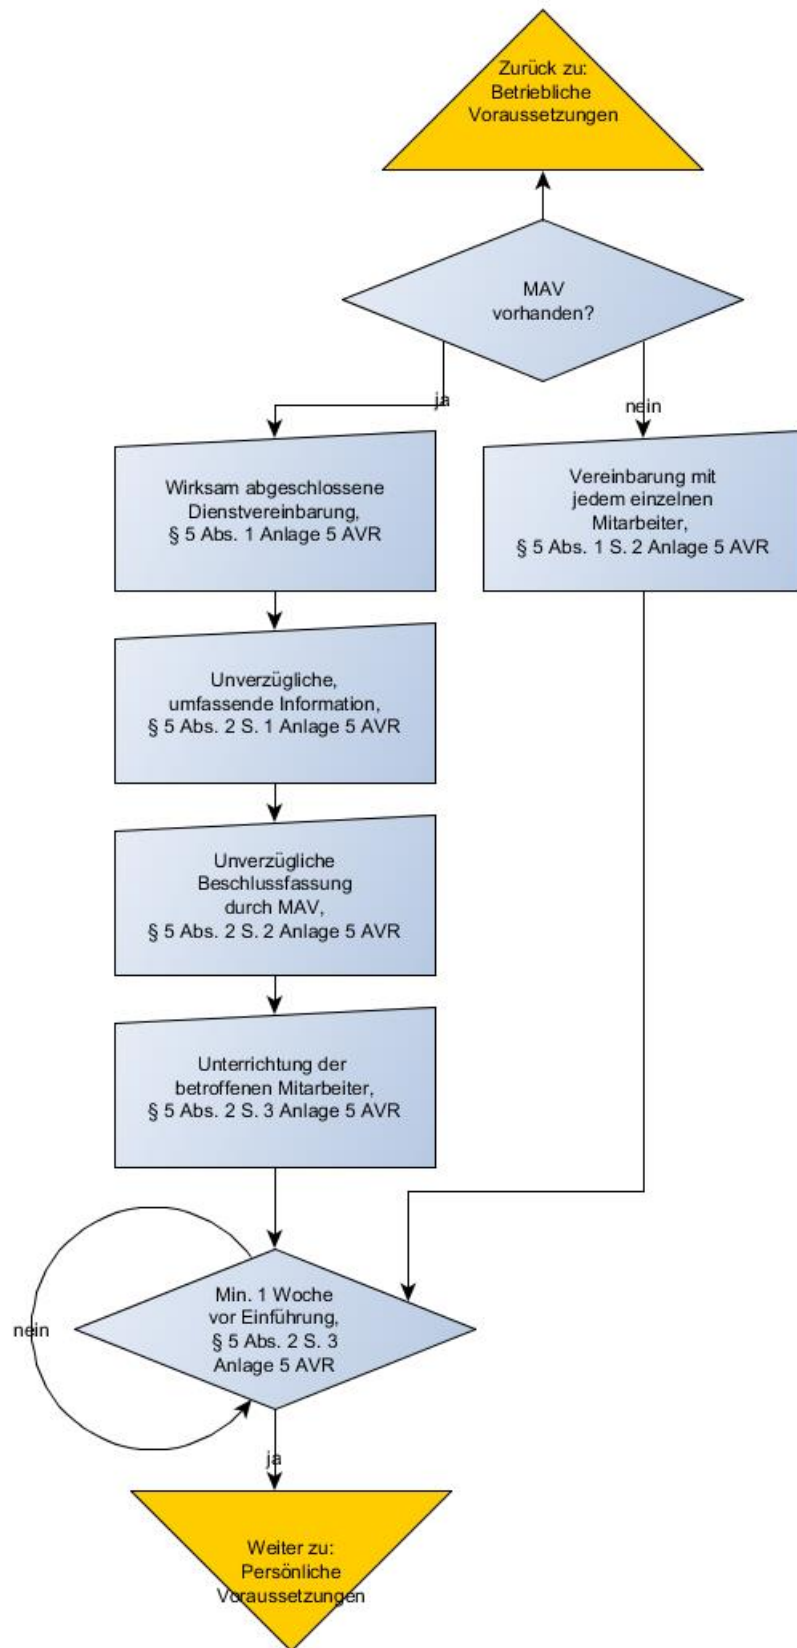 Zurück zu:
Betriebliche
Voraussetzungen
MAV
vorhanden?
ja
nein
Wirksam abgeschlossene
Dienstvereinbarung,
§ 5 Abs. 1 Anlage 5 AVR
Vereinbarung mit
jedem einzelnen
Mitarbeiter,
§ 5 Abs. 1 S. 2 Anlage 5 AVR
Unverzügliche,
umfassende Information,
§ 5 Abs. 2 S. 1 Anlage 5 AVR
Unverzügliche
Beschlussfassung
durch MAV,
§ 5 Abs. 2 S. 2 Anlage 5 AVR
Unterrichtung der
betroffenen Mitarbeiter,
§ 5 Abs. 2 S. 3 Anlage 5 AVR
Min. 1 Woche
vor Einführung,
§ 5 Abs. 2 S. 3
Anlage 5 AVR
nein
ja
Weiter zu:
Persönliche
Voraussetzungen